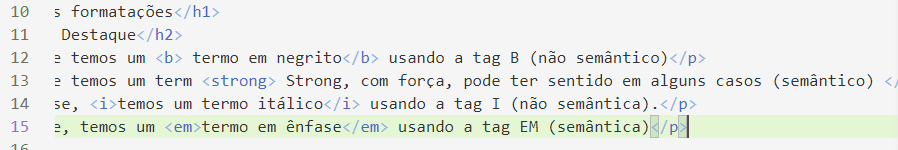 10 s formatações</h1>
11 Destaque</h2>
12 e temos um <b> termo em negrito</b> usando a tag B (não semântico)</p>
13 e temos um term <strong> Strong, com força, pode ter sentido em alguns casos (semântico) </
14 se, <i>temos um termo itálico</i> usando a tag I (não semântica).</p>
15 e, temos um <em>termo em ênfase</em> usando a tag EM (semântica)</p>
16